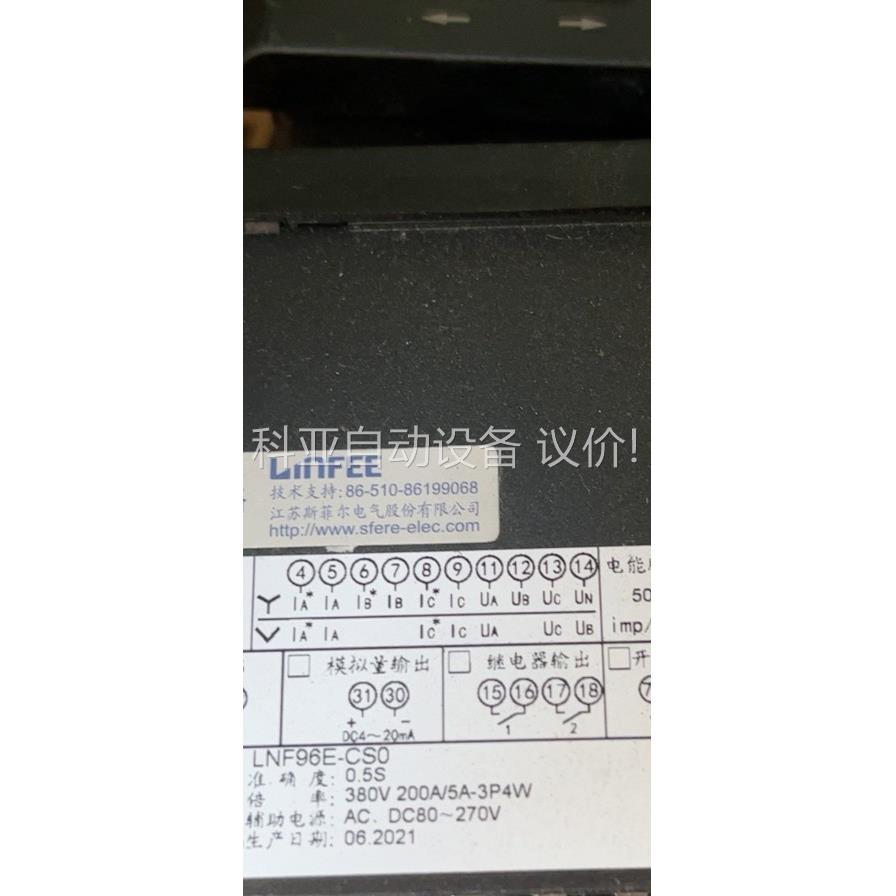 科亚自动设备 议价!
LINFEE
技术支持:86-510-86199068
江苏斯菲尔电气股份有限公司
http://www.sfere-elec.com
4 5 6 7 8 9 11 12 13 14 电能
Y IA* IA IB* IB IC* IC UA UB UC UN 50
V IA* IA IC* IC UA UC UB imp/
模拟量输出 继电器输出 开
31 30 15 16 17 18 7
+ - 1 2
DC4~20mA
LNF96E-CS0
准 确 度: 0.5S
倍 率: 380V 200A/5A-3P4W
辅助电源: AC、DC80~270V
生产日期: 06.2021